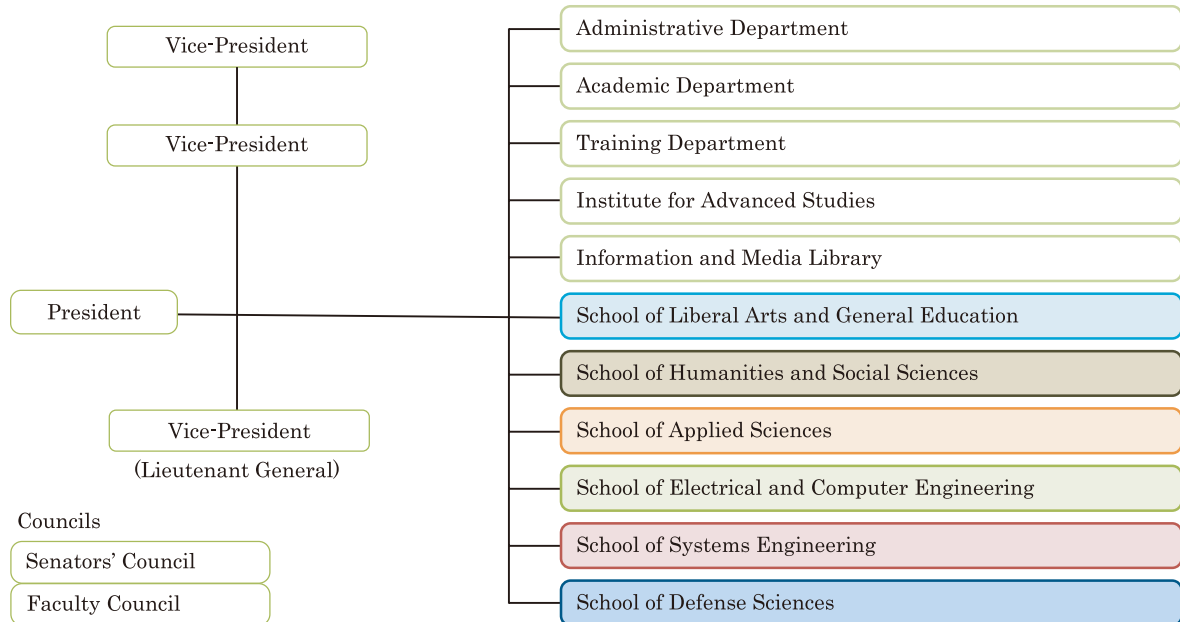 Vice-President
Vice-President
President
Vice-President
(Lieutenant General)
Councils
Senators’ Council
Faculty Council
Administrative Department
Academic Department
Training Department
Institute for Advanced Studies
Information and Media Library
School of Liberal Arts and General Education
School of Humanities and Social Sciences
School of Applied Sciences
School of Electrical and Computer Engineering
School of Systems Engineering
School of Defense Sciences